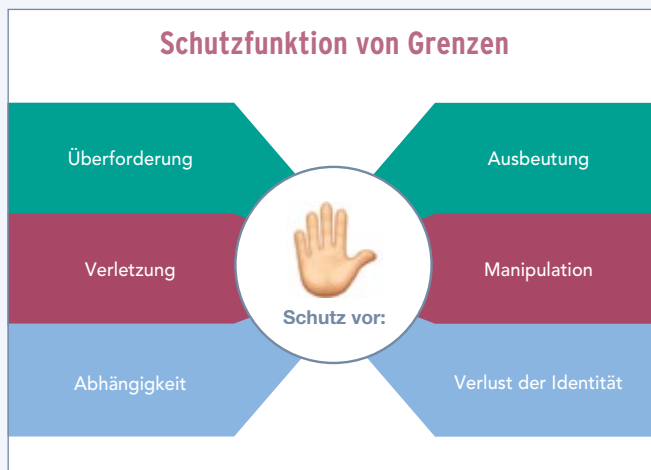 Schutzfunktion von Grenzen
Überforderung
Ausbeutung
Verletzung
Manipulation
Schutz vor:
Abhängigkeit
Verlust der Identität